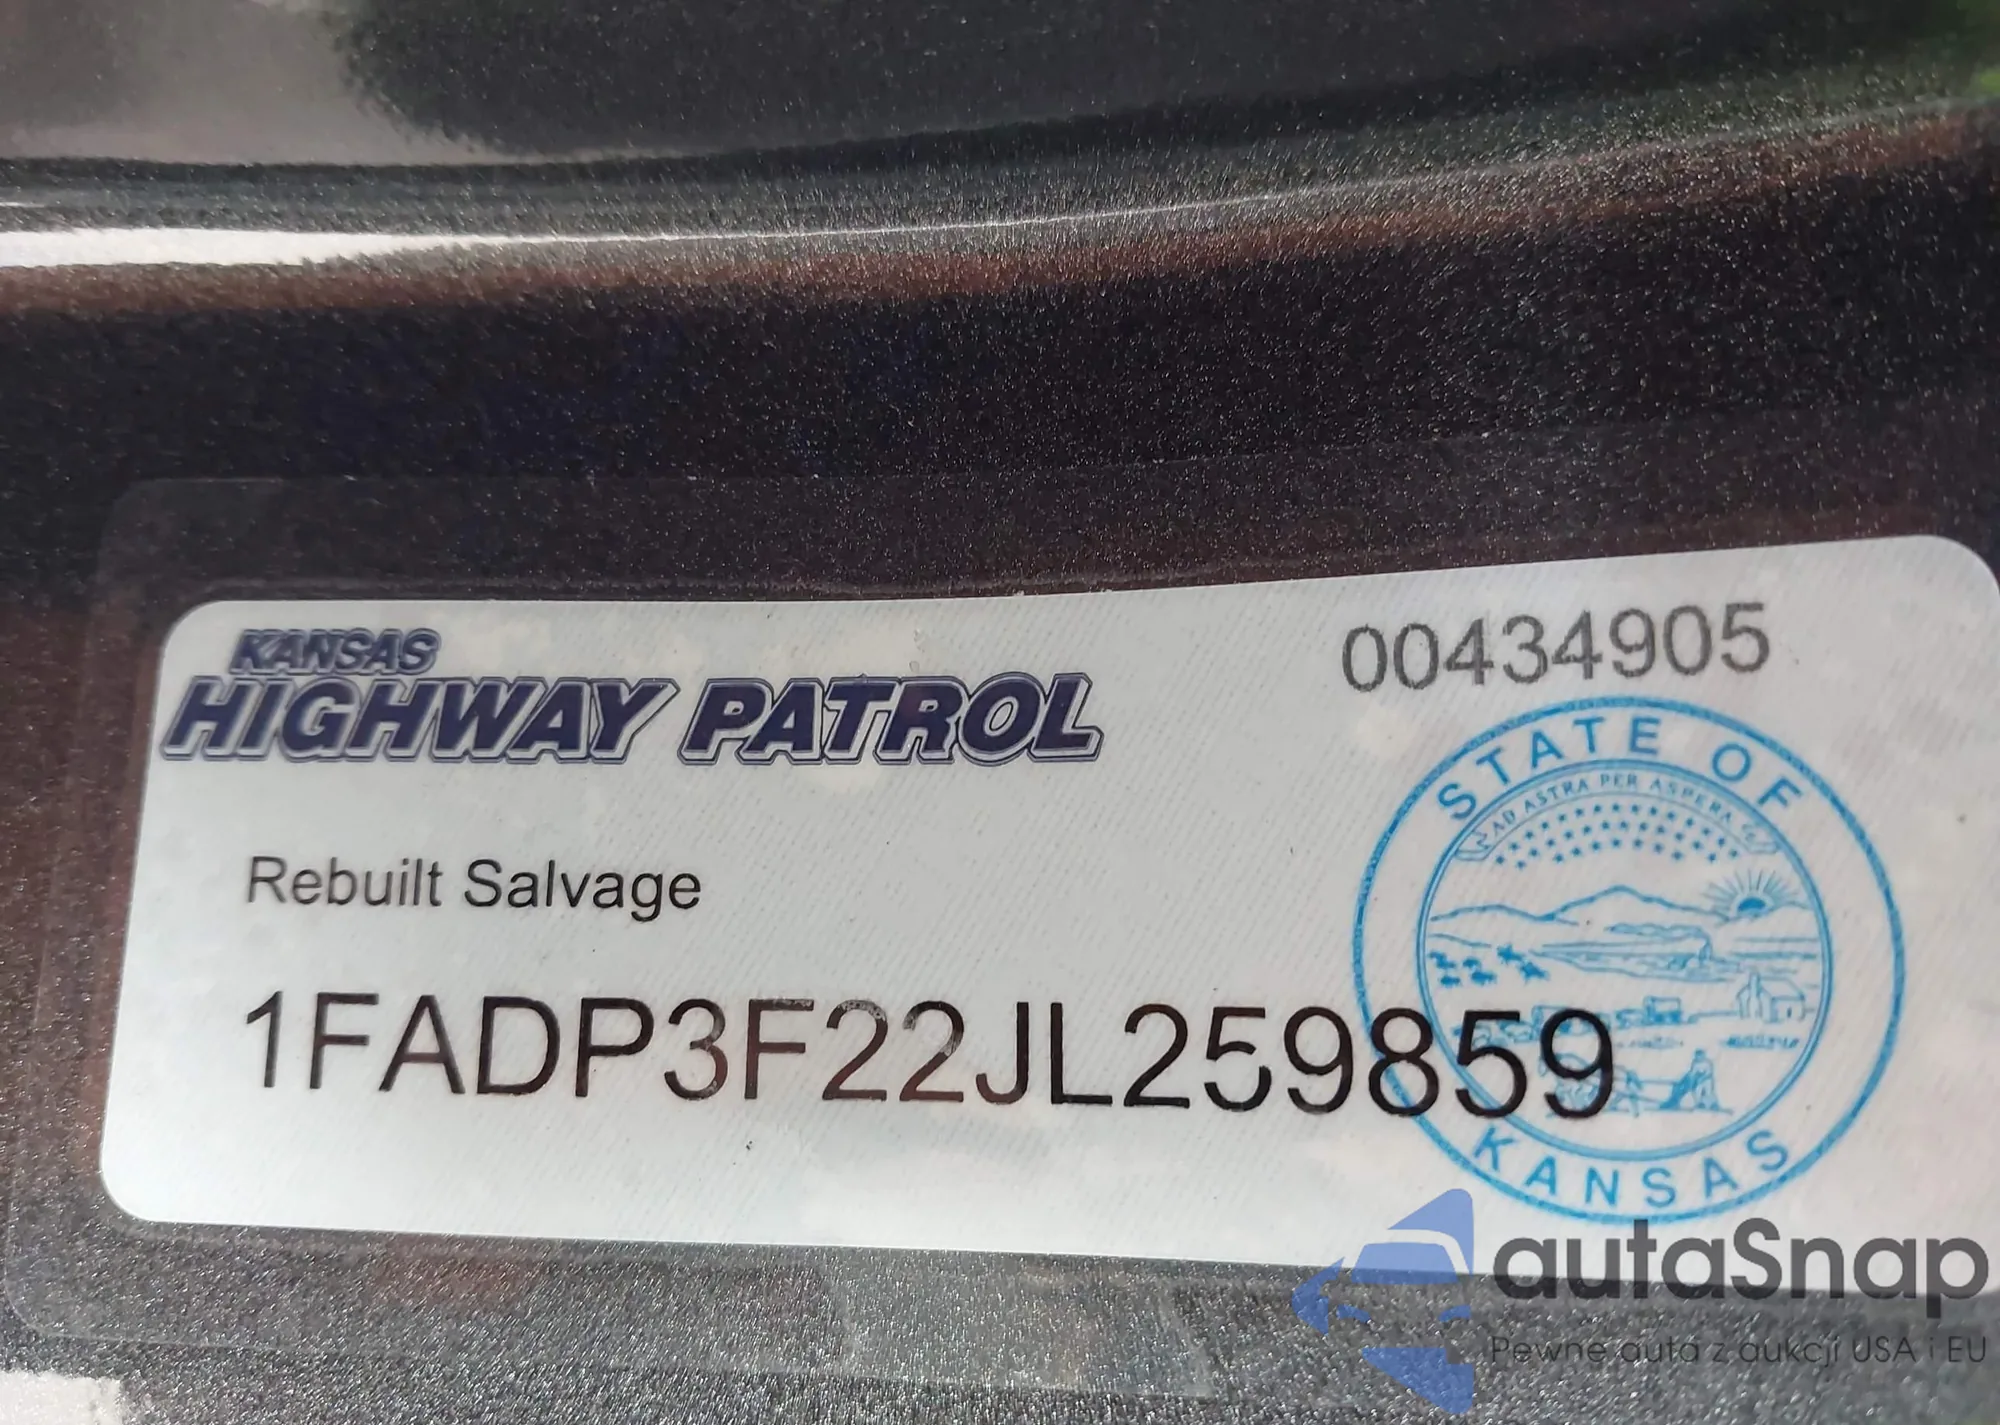 KANSAS
HIGHWAY PATROL
00434905
Rebuilt Salvage
1FADP3F22JL259859
STATE OF
AD ASTRA PER ASPERA
KANSAS
autaSnap
Pewne auta z aukcji USA i EU